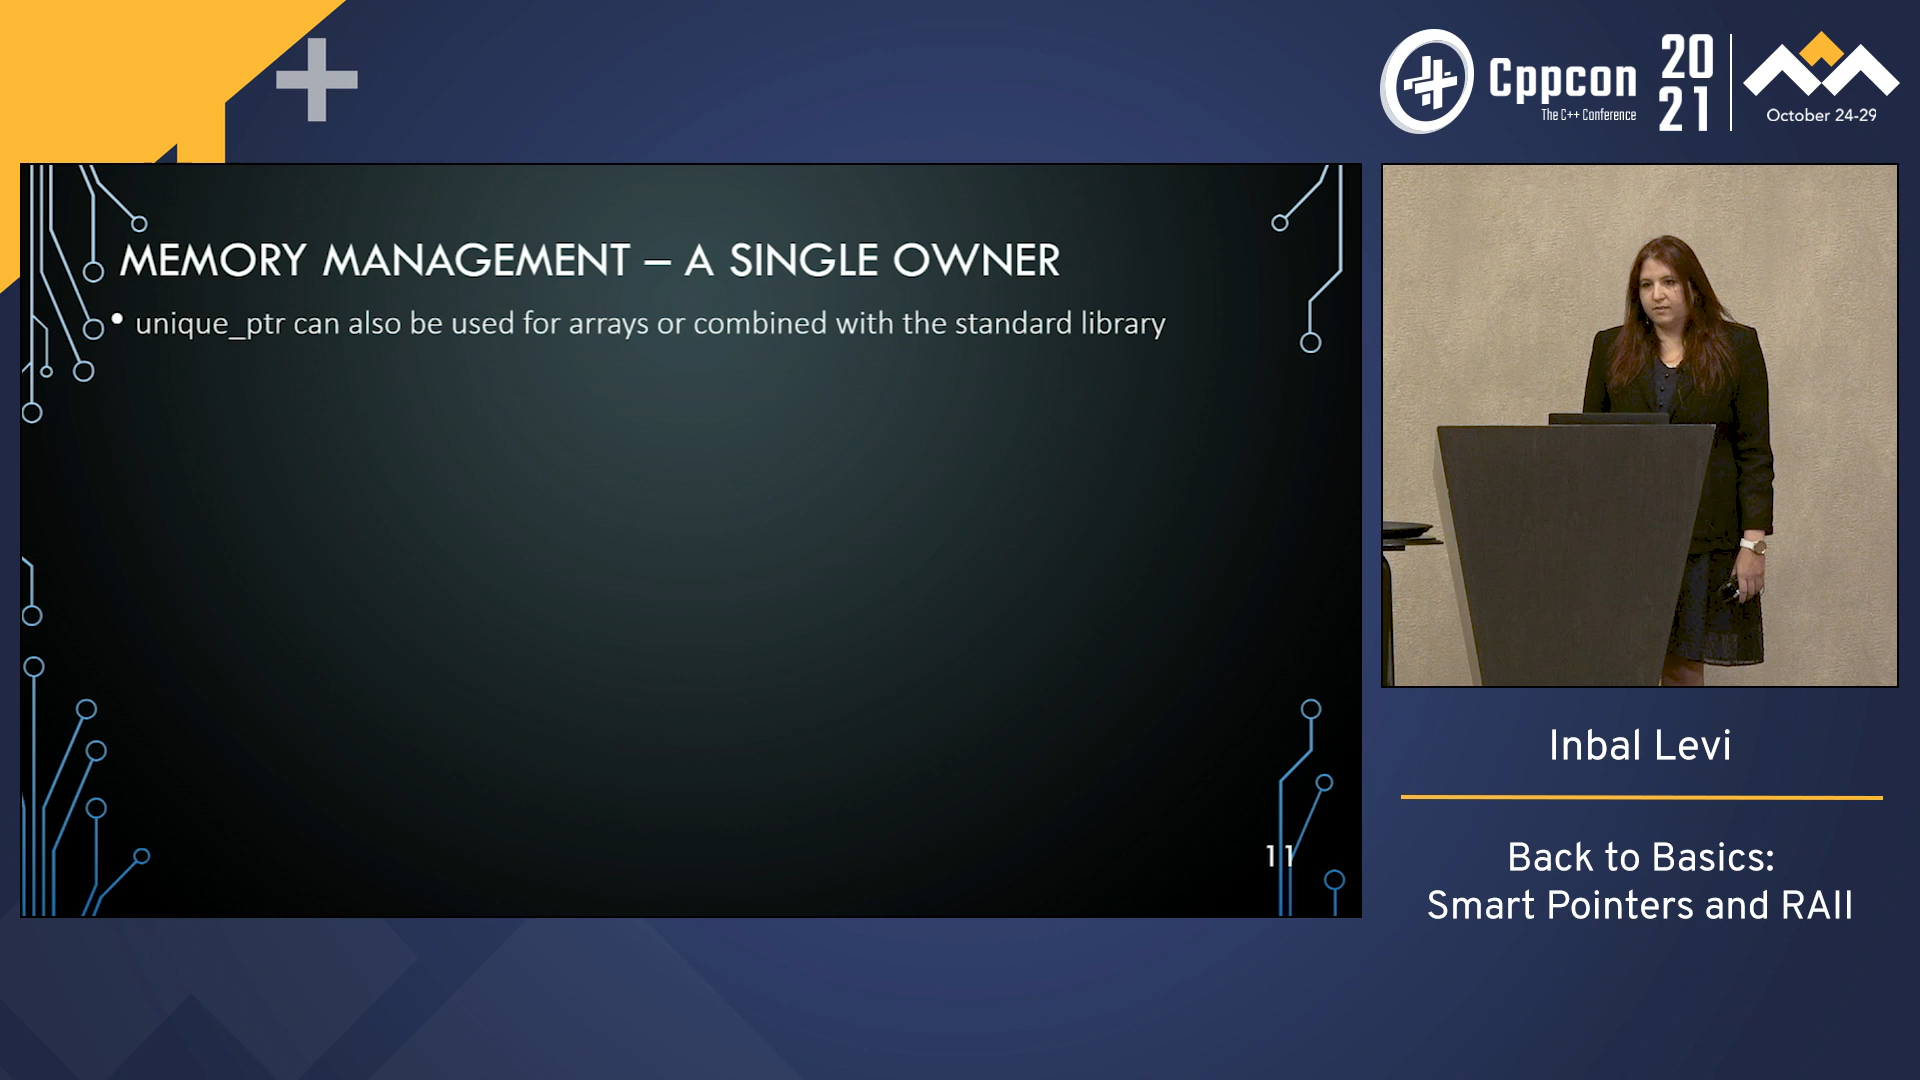 Cppcon
The C++ Conference
20
21
October 24-29
MEMORY MANAGEMENT – A SINGLE OWNER
• unique_ptr can also be used for arrays or combined with the standard library
11
Inbal Levi
Back to Basics:
Smart Pointers and RAII